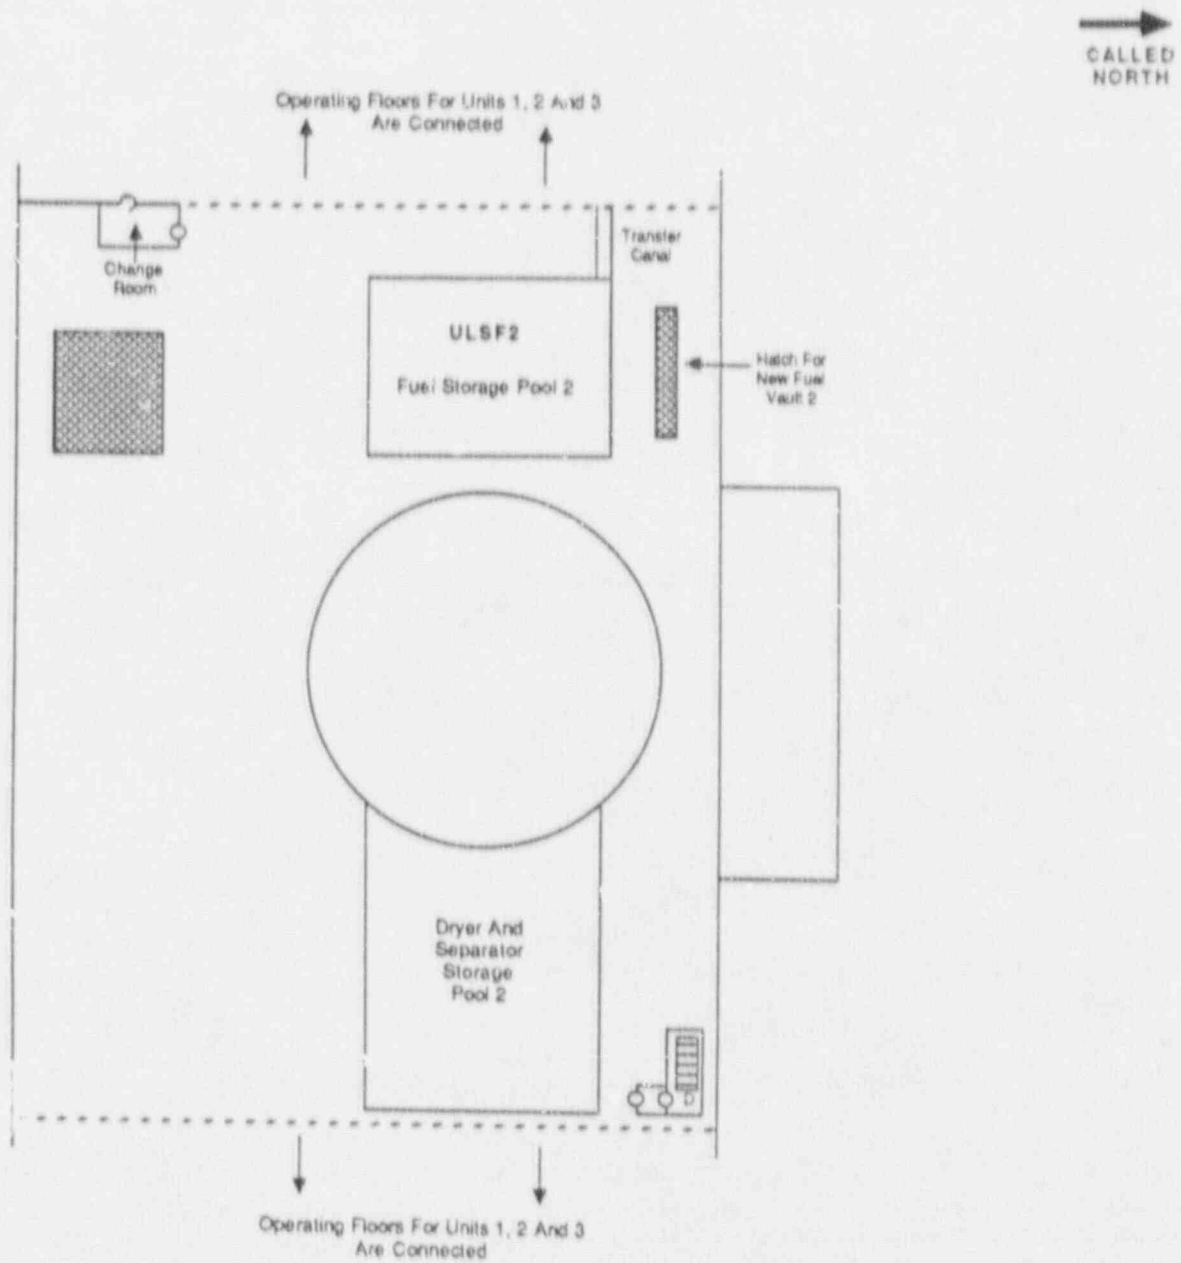 CALLED
NORTH
Operating Floors For Units 1, 2 And 3
Are Connected
Transfer
Canal
Change
Room
ULSF2
Fuel Storage Pool 2
Hatch For
New Fuel
Vault 2
Dryer And
Separator
Storage
Pool 2
D
Operating Floors For Units 1, 2 And 3
Are Connected